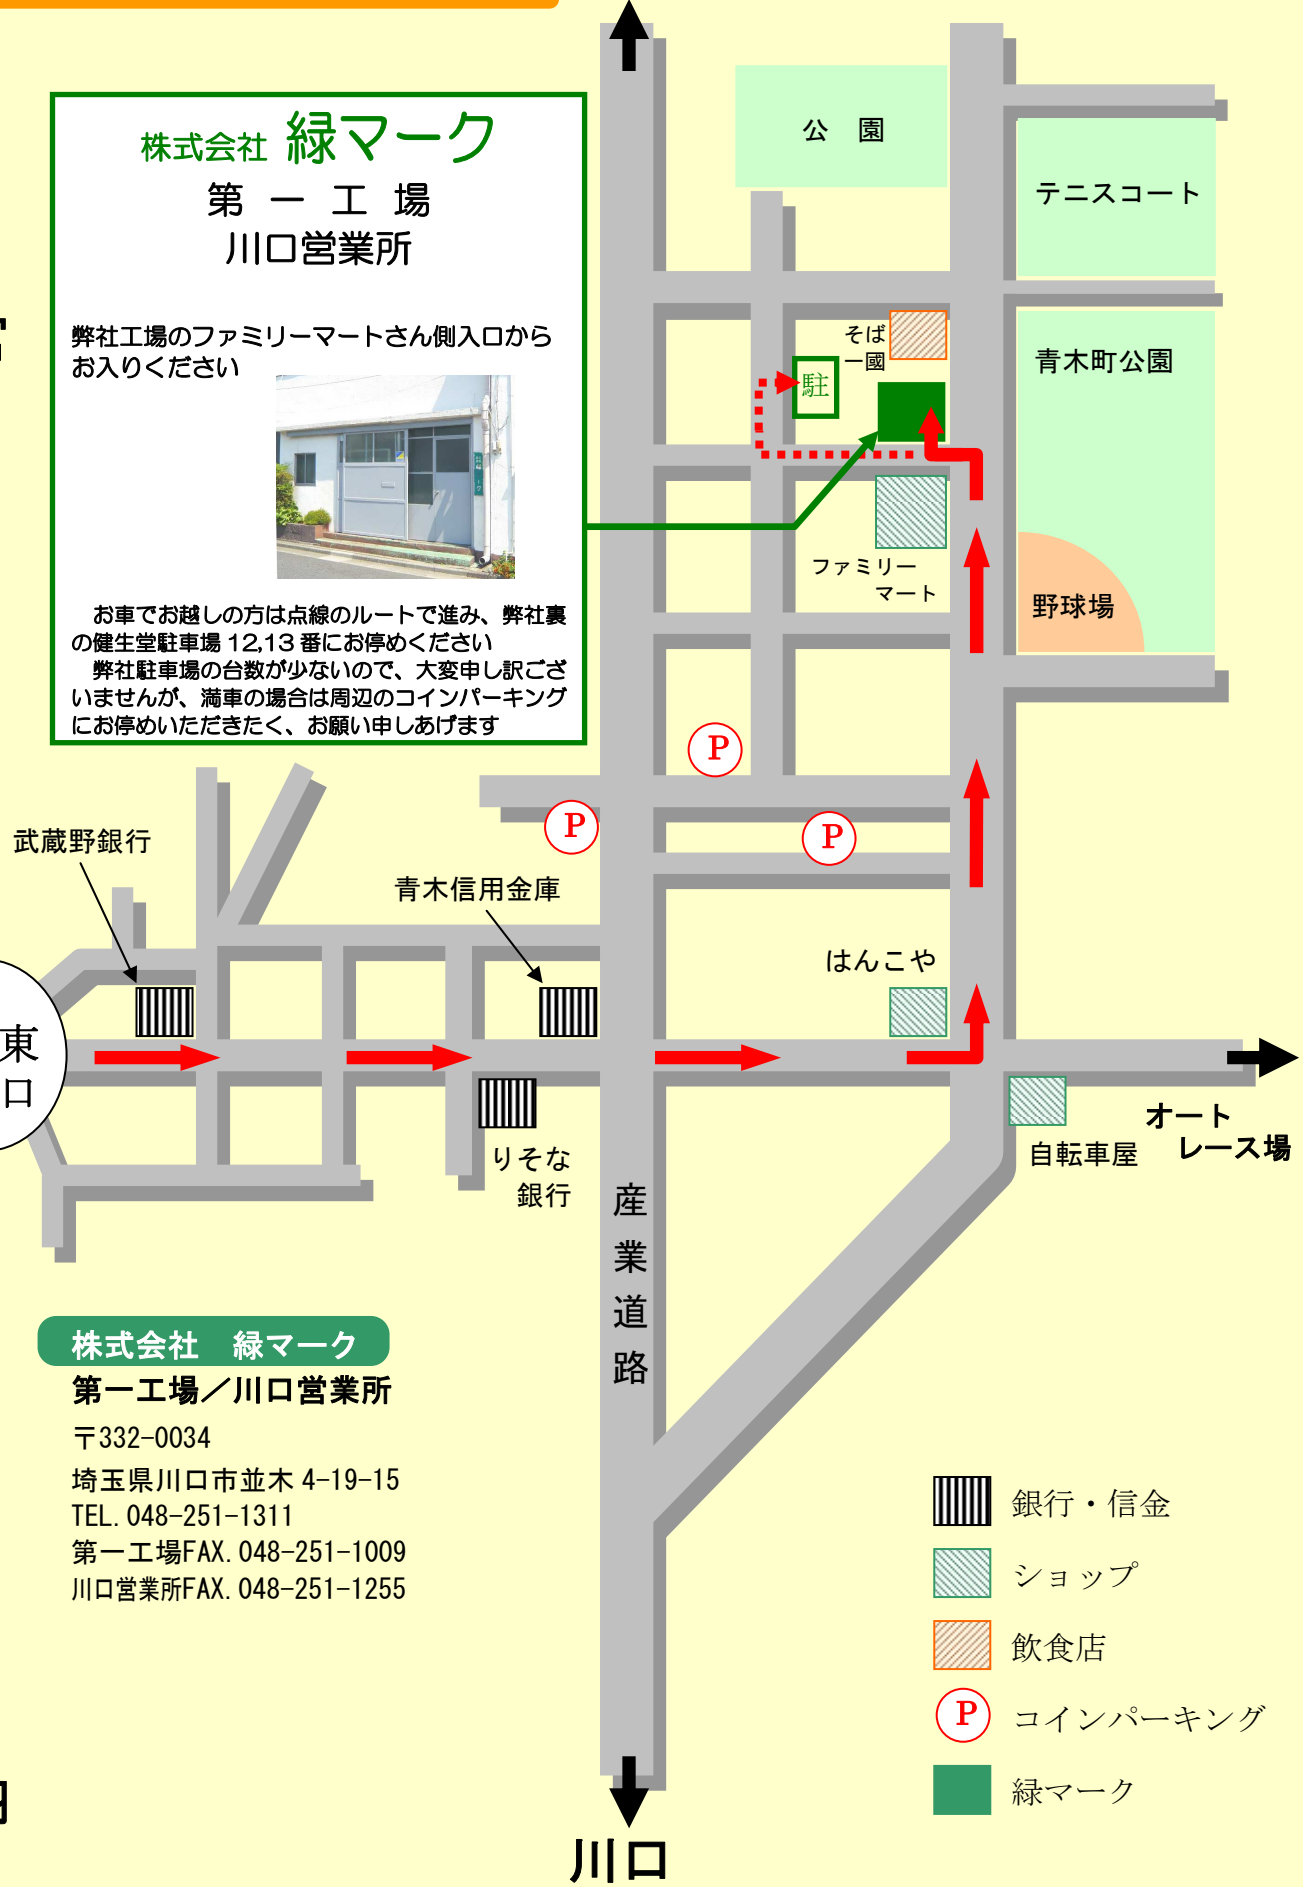 株式会社 緑マーク
第一工場
川口営業所
弊社工場のファミリーマートさん側入口から
お入りください
お車でお越しの方は点線のルートで進み、弊社裏
の健生堂駐車場 12,13 番にお停めください
弊社駐車場の台数が少ないので、大変申し訳ござ
いませんが、満車の場合は周辺のコインパーキング
にお停めいただきたく、お願い申しあげます
公 園
テニスコート
そば
一國
駐
青木町公園
ファミリー
マート
野球場
P
P
P
武蔵野銀行
青木信用金庫
はんこや
東
口
りそな
銀行
自転車屋
オート
レース場
産
業
道
路
株式会社 緑マーク
第一工場／川口営業所
〒332-0034
埼玉県川口市並木 4-19-15
TEL. 048-251-1311
第一工場FAX. 048-251-1009
川口営業所FAX. 048-251-1255
銀行・信金
ショップ
飲食店
P コインパーキング
緑マーク
川口